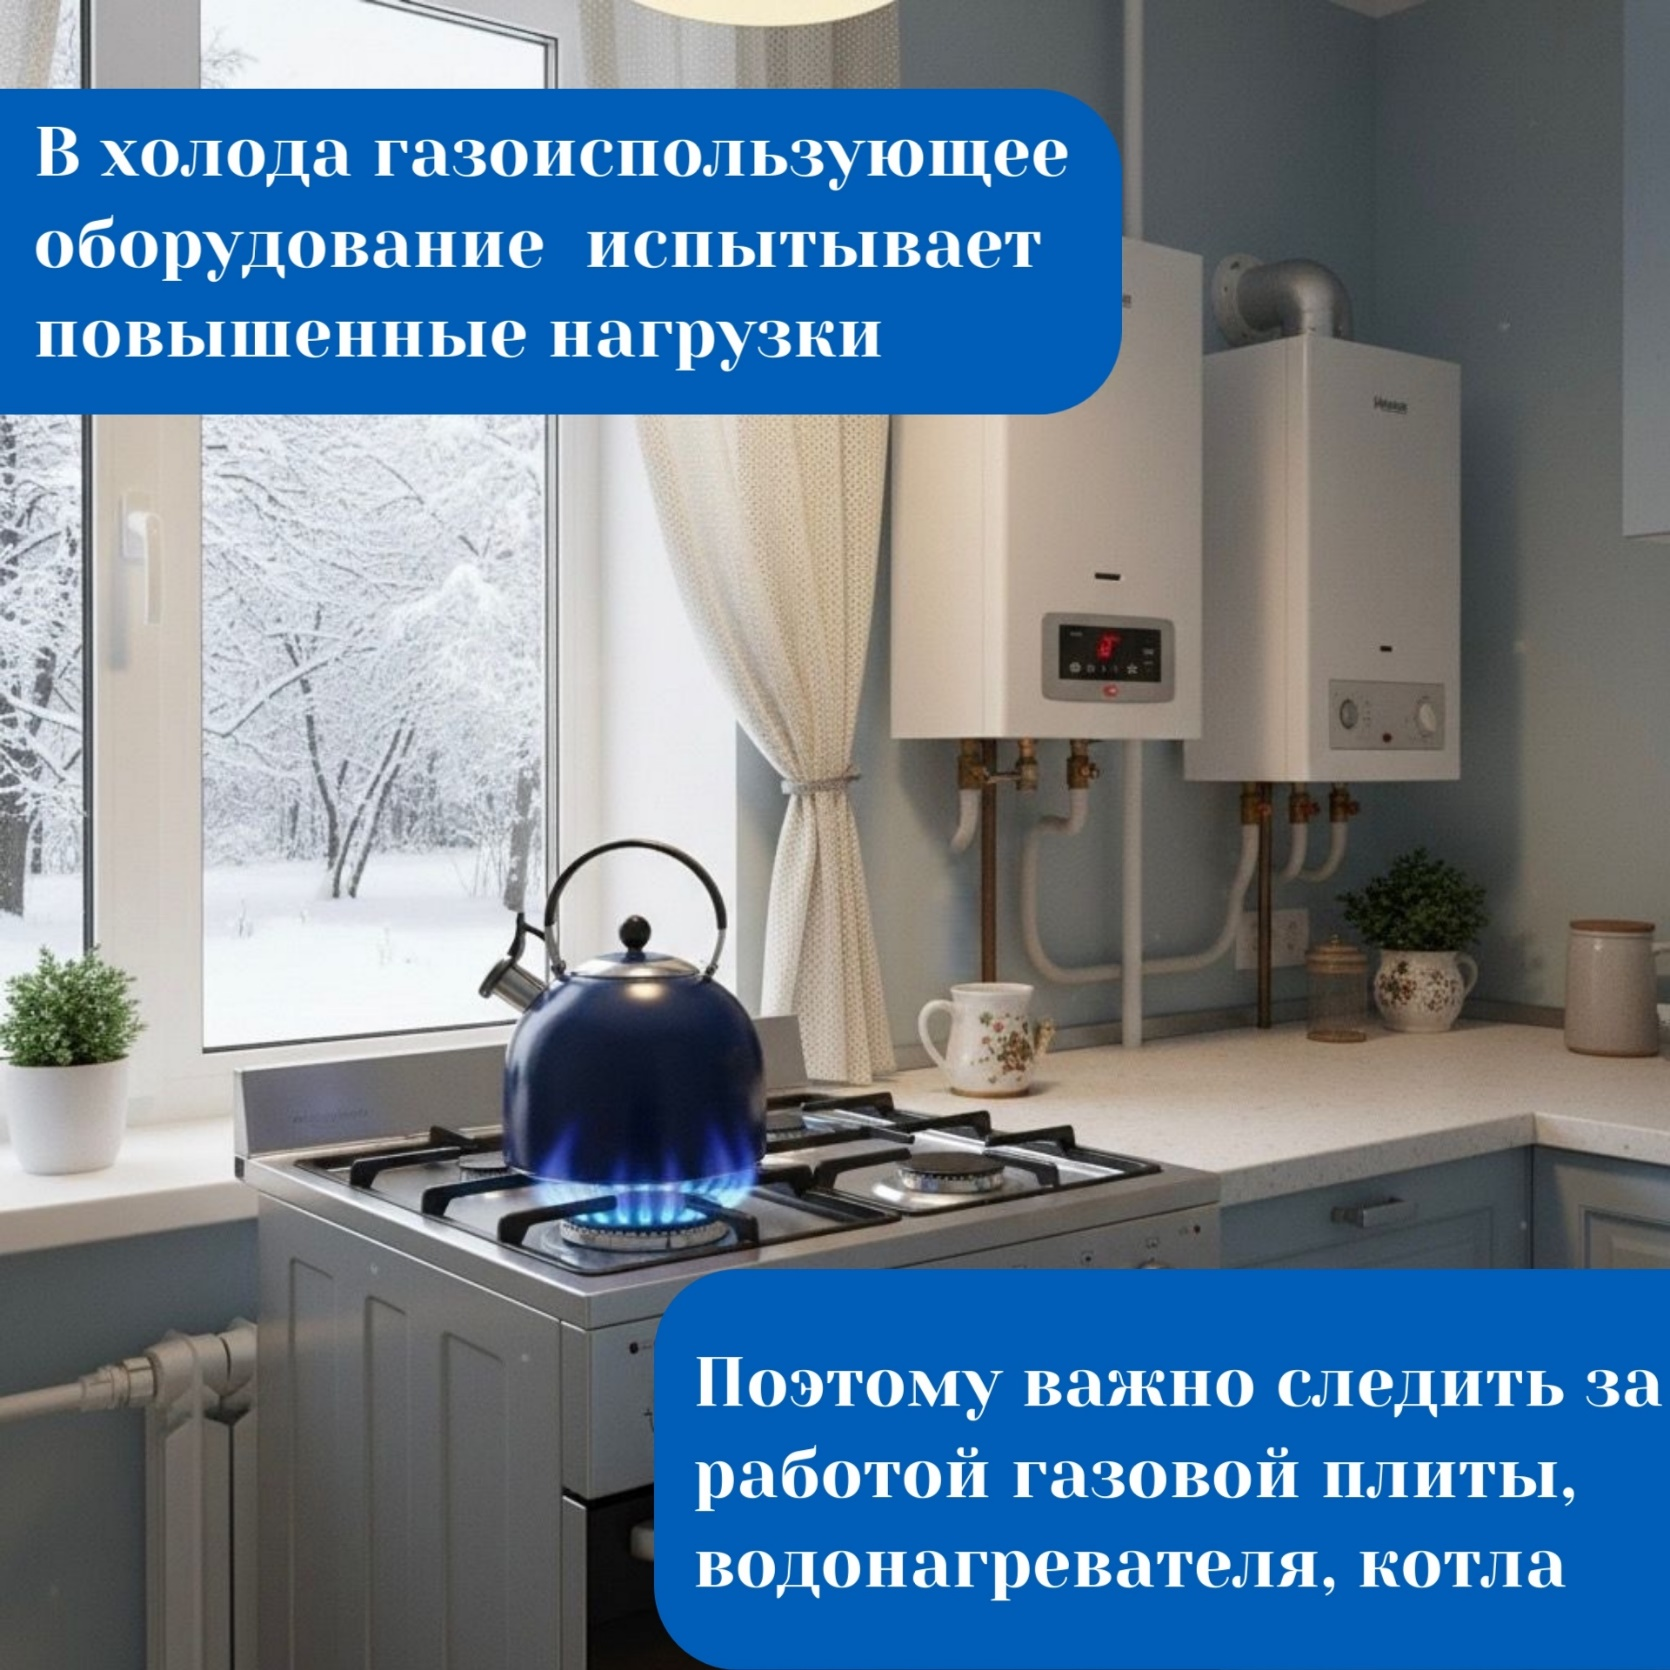 В холода газоиспользующее
оборудование испытывает
повышенные нагрузки
Поэтому важно следить за
работой газовой плиты,
водонагревателя, котла